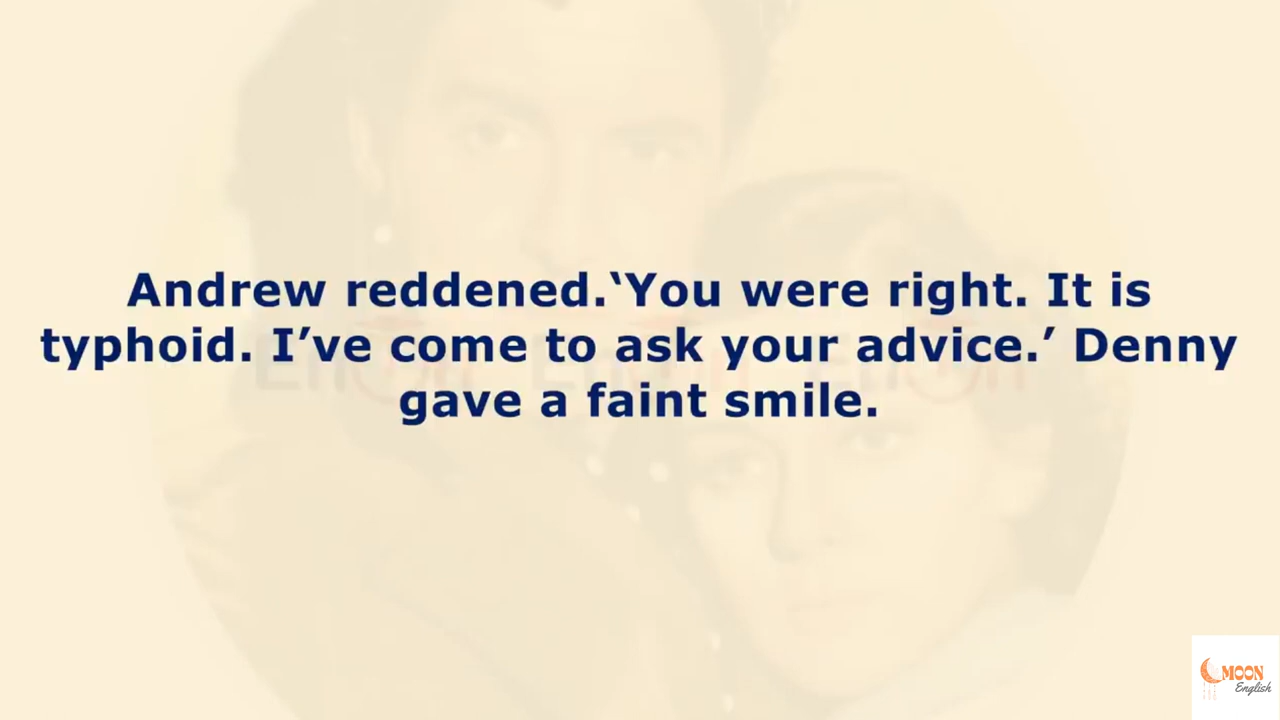 Andrew reddened.‘You were right. It is
typhoid. I’ve come to ask your advice.’ Denny
gave a faint smile.
MOON
English